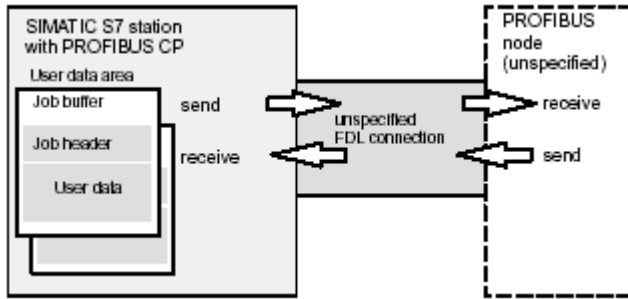 SIMATIC S7 station
with PROFIBUS CP
User data area
Job buffer
Job header
User data
send
receive
unspecified
FDL connection
PROFIBUS
node
(unspecified)
receive
send